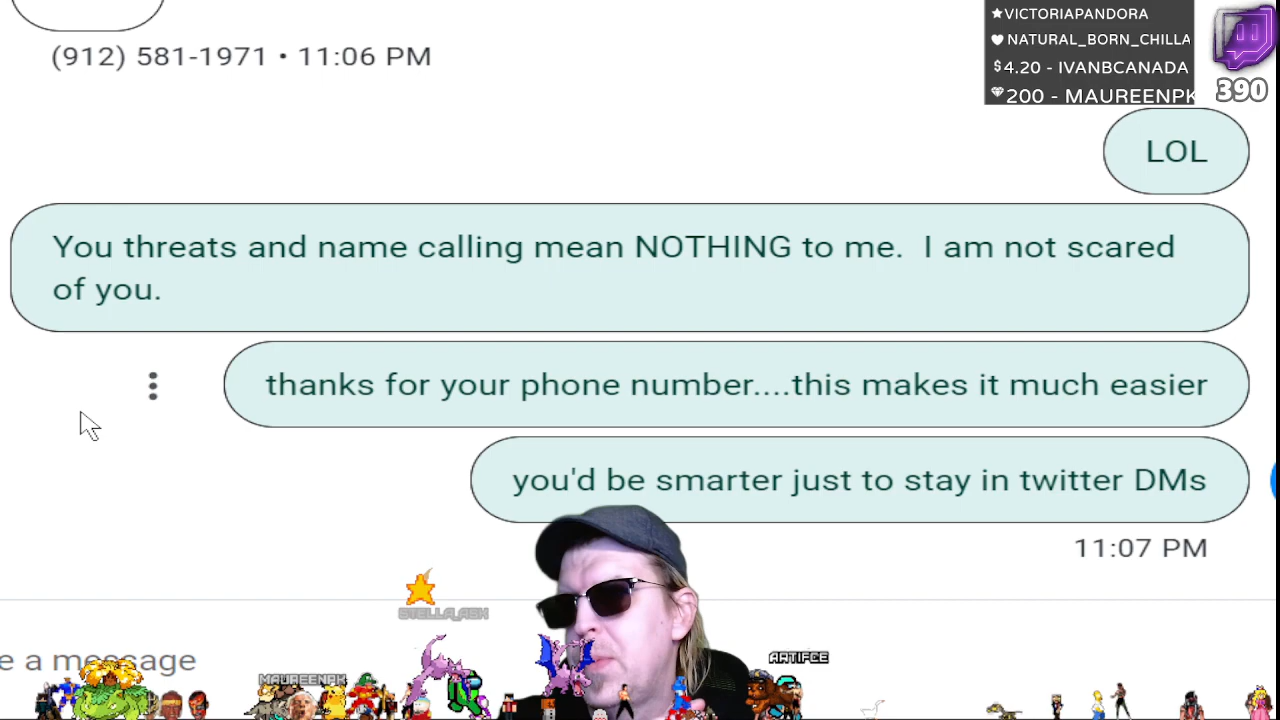 ★VICTORIAPANDORA
♥ NATURAL_BORN_CHILLA
$4.20 - IVANBCANADA
200 - MAUREENPK
390
(912) 581-1971 • 11:06 PM
LOL
You threats and name calling mean NOTHING to me. I am not scared
of you.
thanks for your phone number....this makes it much easier
you'd be smarter just to stay in twitter DMs
11:07 PM
e a message
MAUREENPK
ARTIFCE